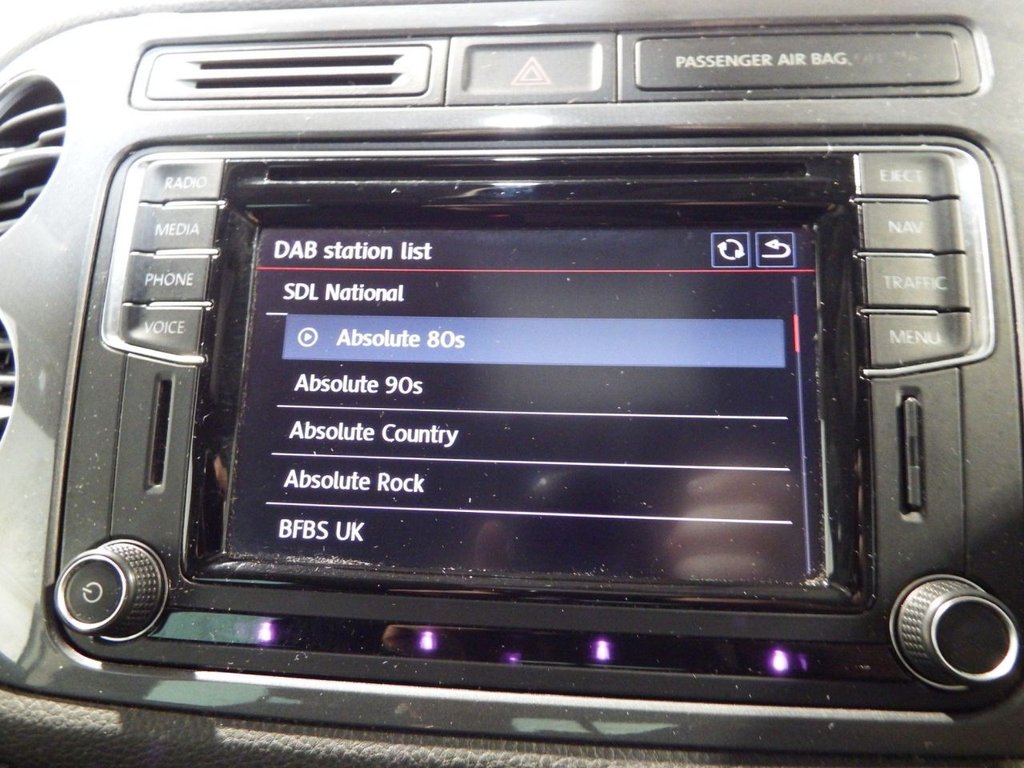 PASSENGER AIR BAG
RADIO
MEDIA
PHONE
VOICE
EJECT
NAV
TRAFFIC
MENU
DAB station list
SDL National
Absolute 80s
Absolute 90s
Absolute Country
Absolute Rock
BFBS UK